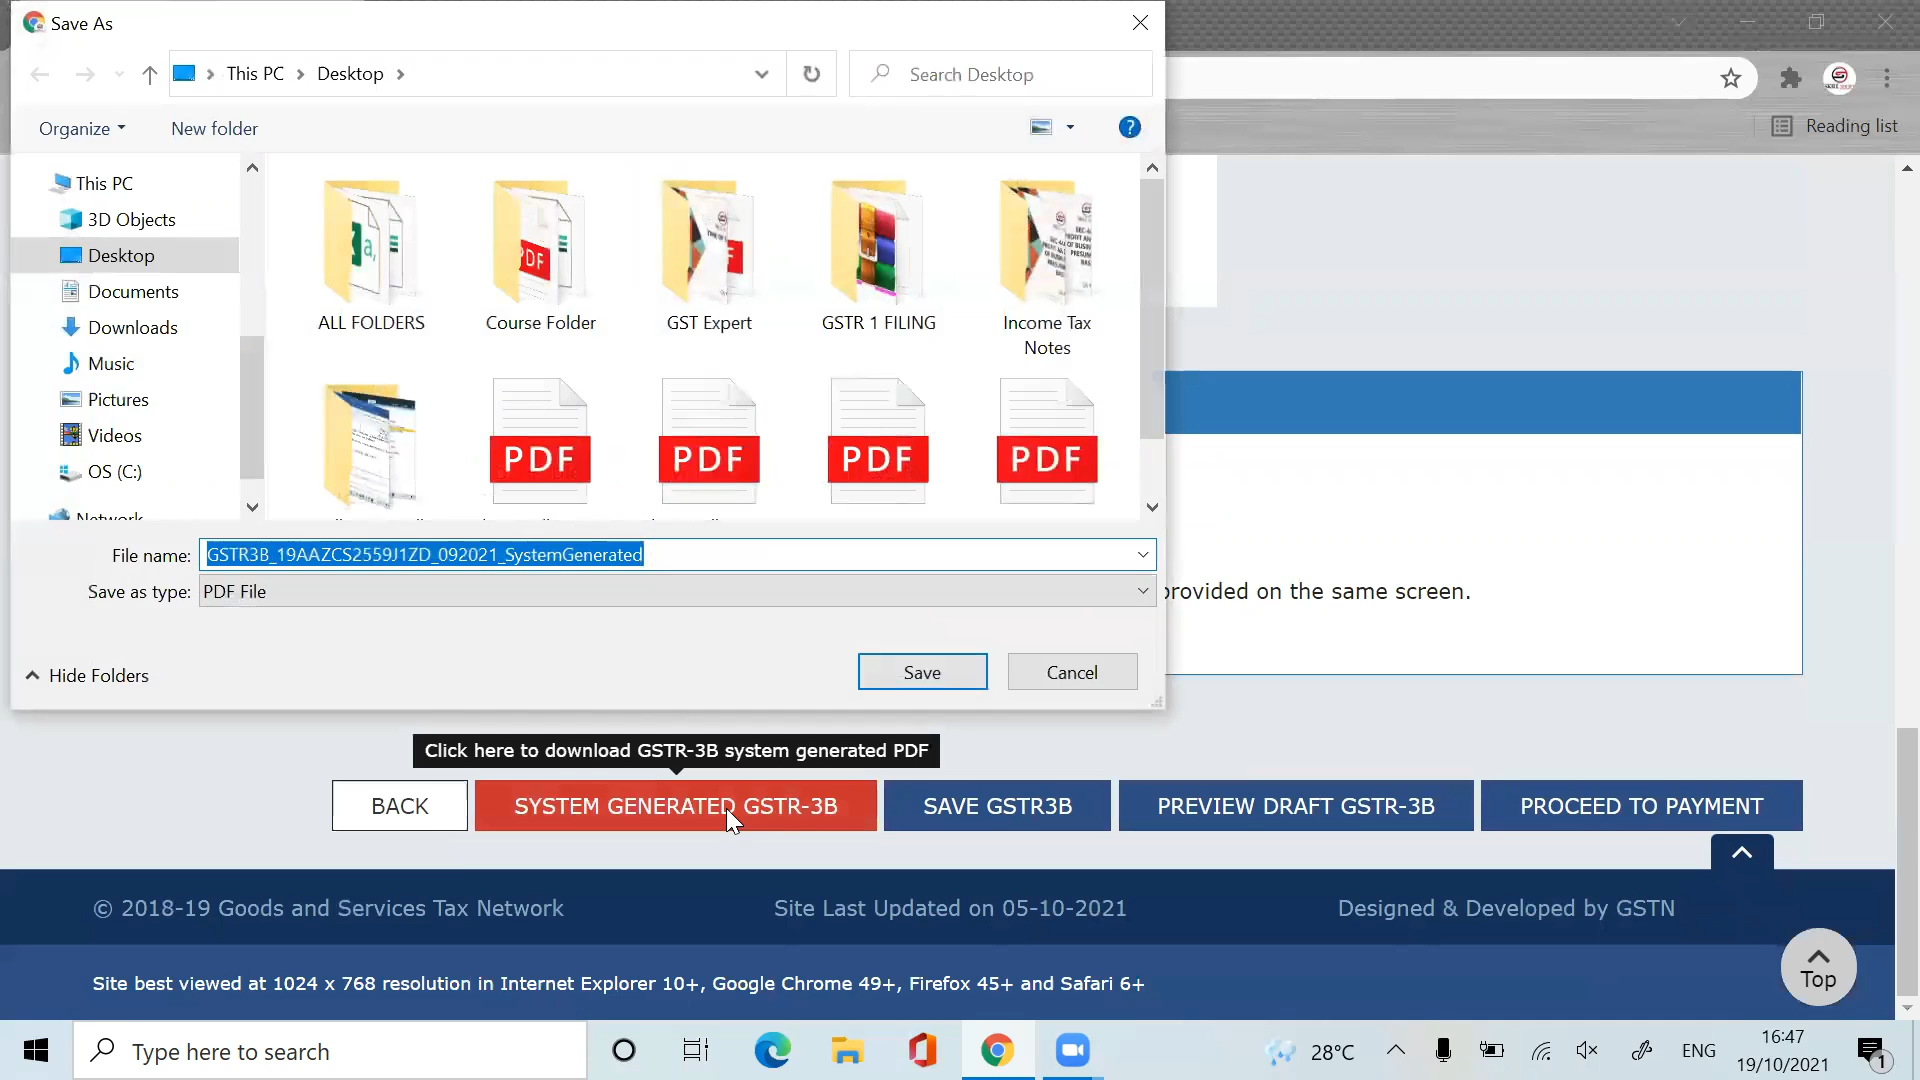 Save As
This PC
Desktop
Search Desktop
Organize
New folder
Reading list
This PC
3D Objects
Desktop
Documents
Downloads
Music
Pictures
Videos
OS (C:)
Network
ALL FOLDERS
Course Folder
GST Expert
GSTR 1 FILING
Income Tax
Notes
PDF
PDF
PDF
PDF
File name:
GSTR3B_19AAZCS2559J1ZD_092021_SystemGenerated
Save as type:
PDF File
provided on the same screen.
Hide Folders
Save
Cancel
Click here to download GSTR-3B system generated PDF
BACK
SYSTEM GENERATED GSTR-3B
SAVE GSTR3B
PREVIEW DRAFT GSTR-3B
PROCEED TO PAYMENT
© 2018-19 Goods and Services Tax Network
Site Last Updated on 05-10-2021
Designed & Developed by GSTN
Top
Site best viewed at 1024 x 768 resolution in Internet Explorer 10+, Google Chrome 49+, Firefox 45+ and Safari 6+
Type here to search
28°C
ENG
16:47
19/10/2021
1